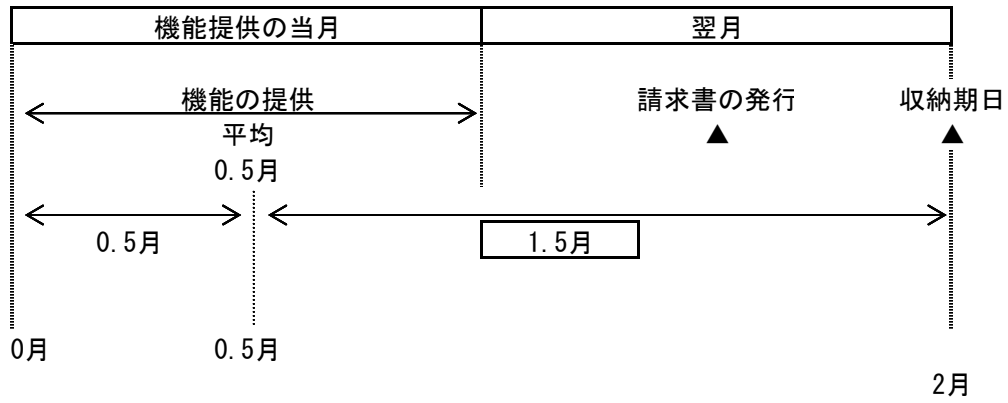 機能提供の当月 翌月
機能の提供 請求書の発行 収納期日
平均 ▲ ▲
0.5月
0.5月 1.5月
0月 0.5月
2月